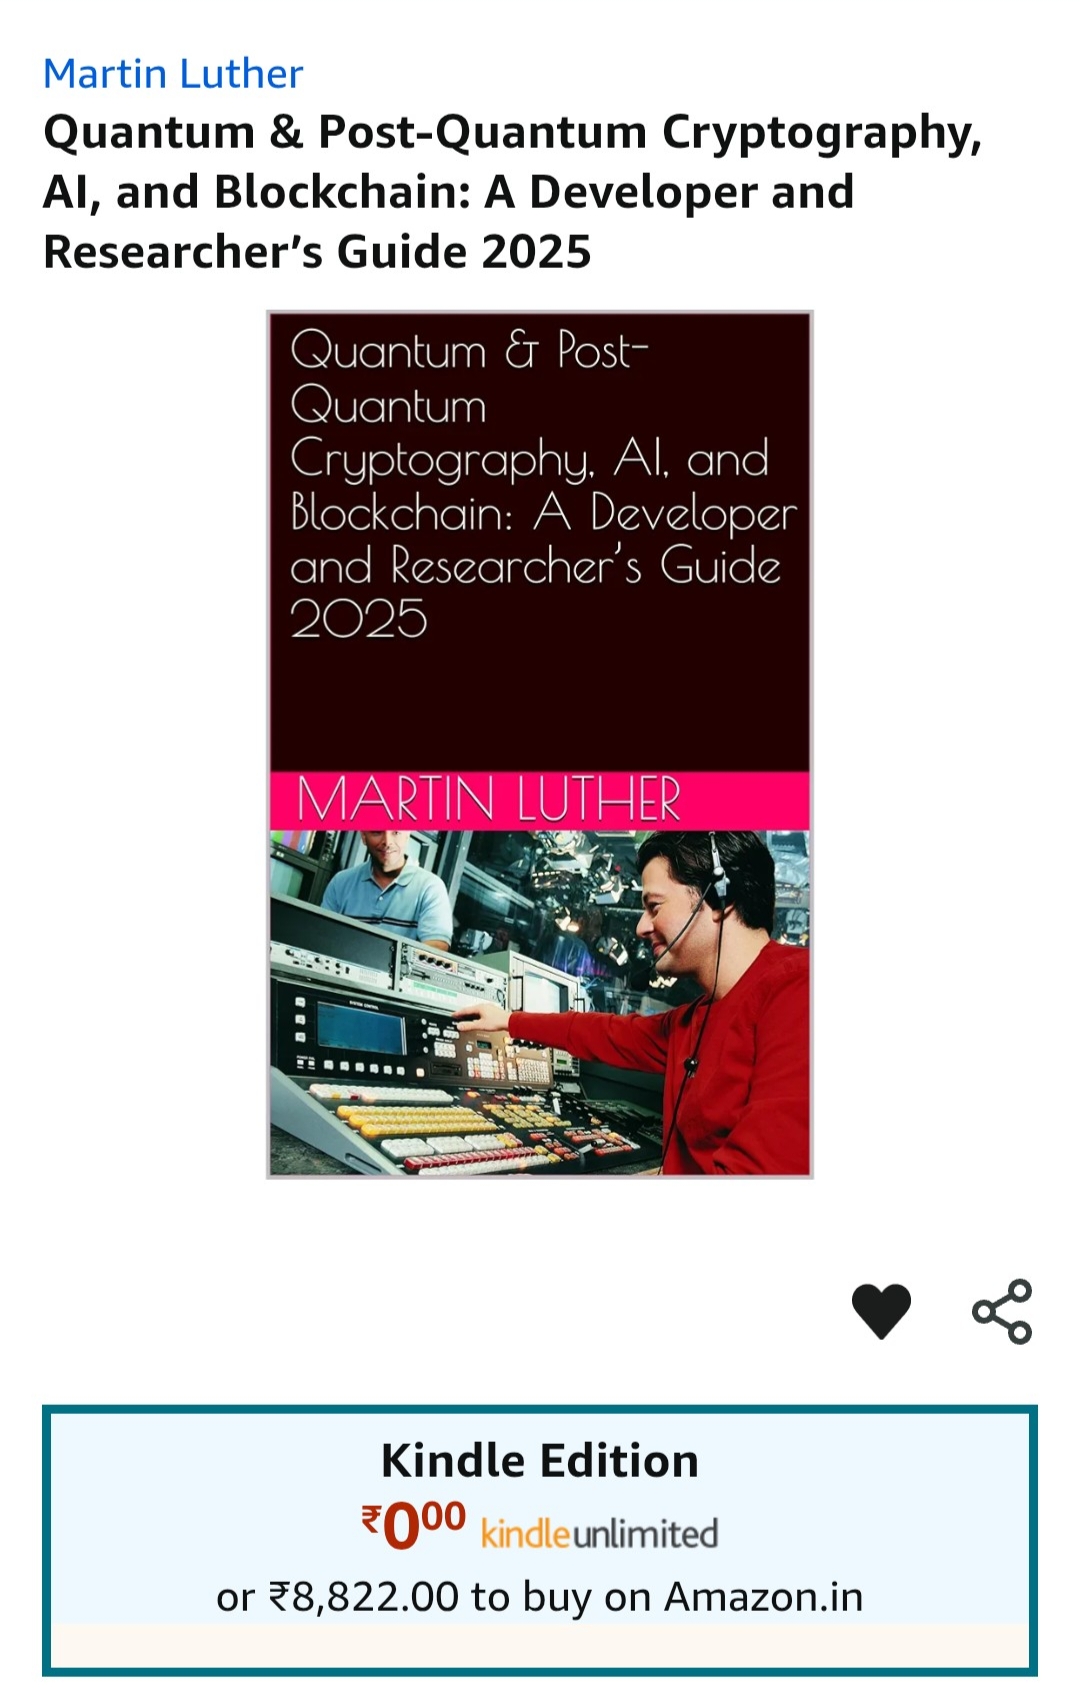 Martin Luther
Quantum & Post-Quantum Cryptography,
AI, and Blockchain: A Developer and
Researcher’s Guide 2025
Quantum & Post-
Quantum
Cryptography, AI, and
Blockchain: A Developer
and Researcher's Guide
2025
MARTIN LUTHER
Kindle Edition
₹000 kindleunlimited
or ₹8,822.00 to buy on Amazon.in